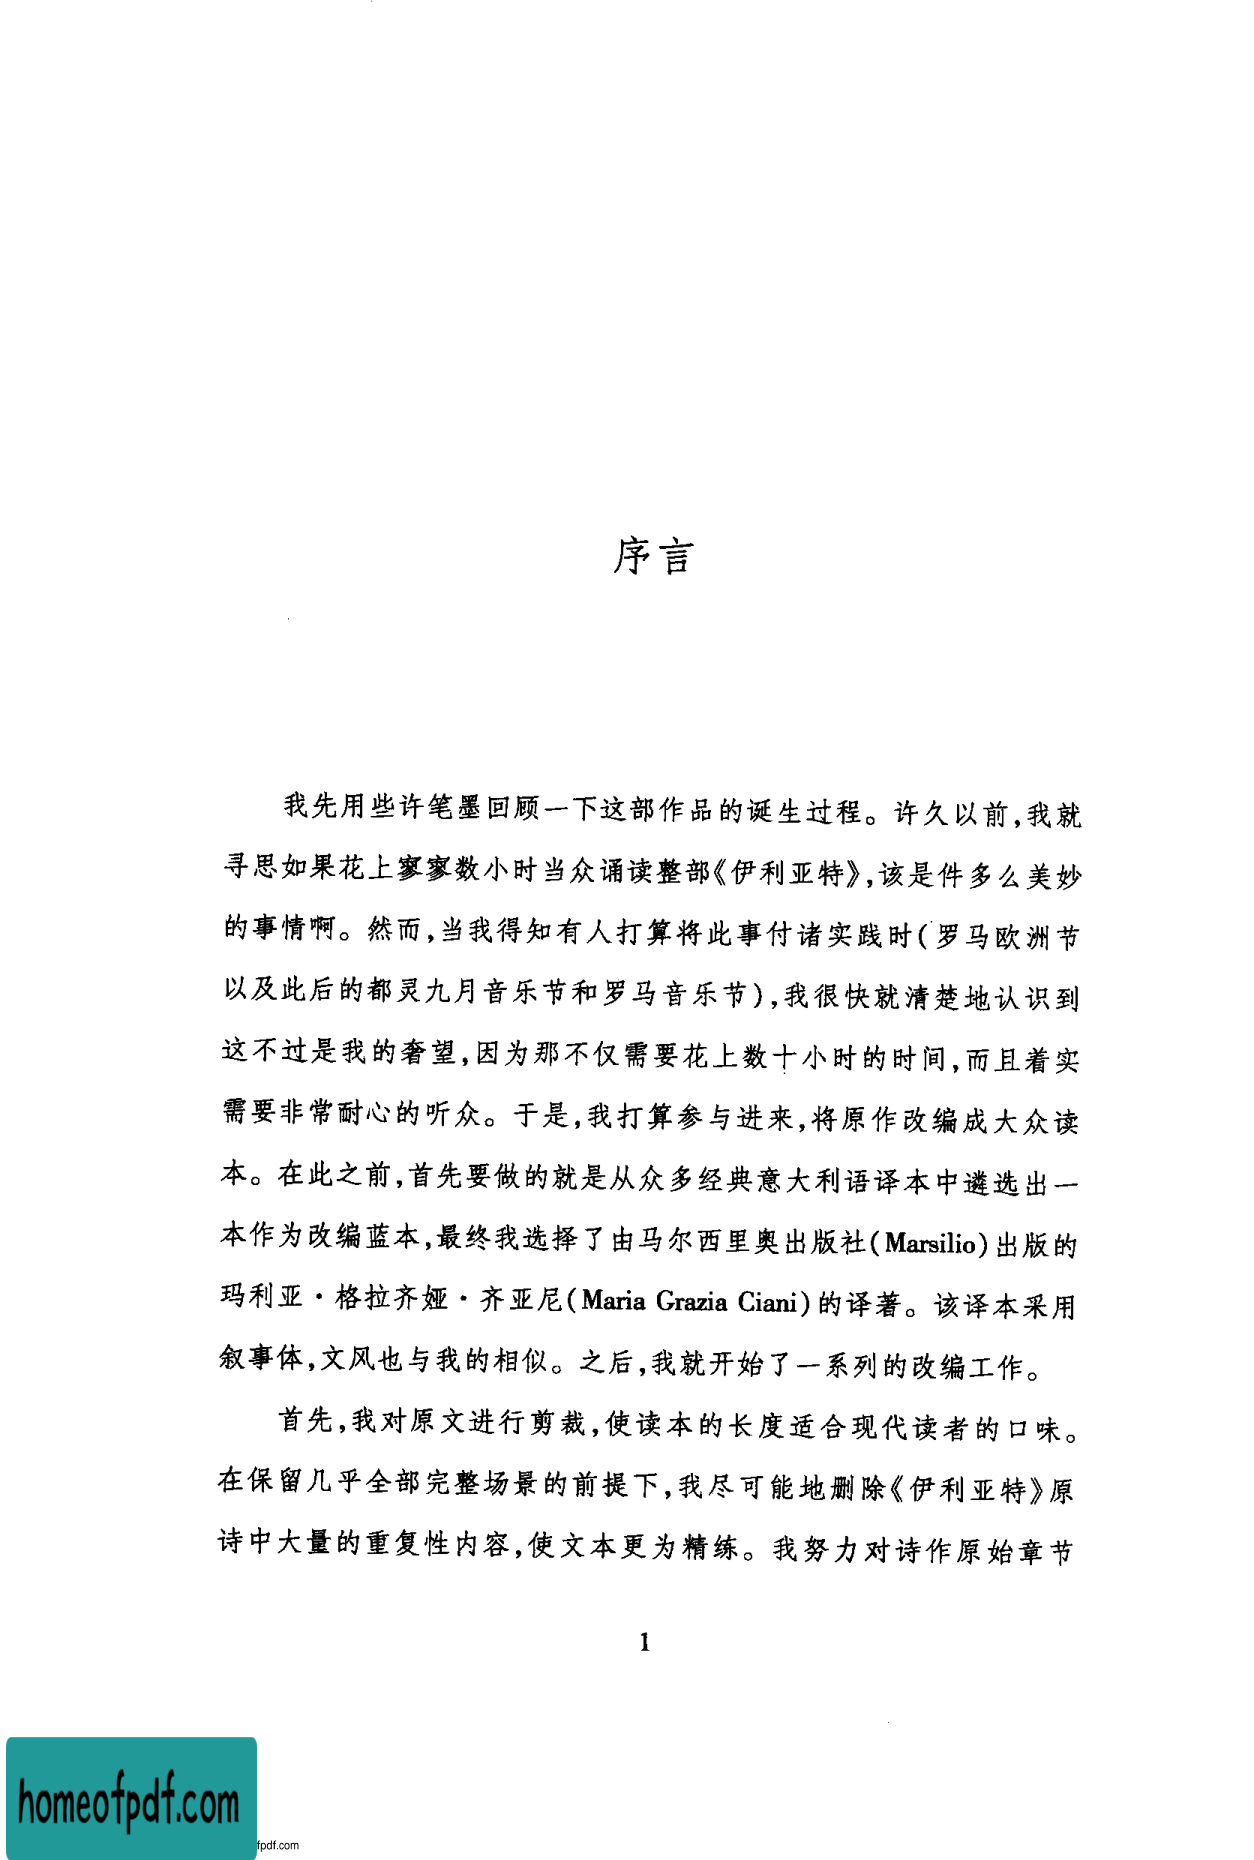 序言
我先用些许笔墨回顾一下这部作品的诞生过程。许久以前,我就
寻思如果花上寥寥数小时当众诵读整部《伊利亚特》,该是件多么美妙
的事情啊。然而,当我得知有人打算将此事付诸实践时(罗马欧洲节
以及此后的都灵九月音乐节和罗马音乐节),我很快就清楚地认识到
这不过是我的奢望,因为那不仅需要花上数十小时的时间,而且着实
需要非常耐心的听众。于是,我打算参与进来,将原作改编成大众读
本。在此之前,首先要做的就是从众多经典意大利语译本中遴选出一
本作为改编蓝本,最终我选择了由马尔西里奥出版社(Marsilio)出版的
玛利亚·格拉齐娅·齐亚尼(Maria Grazia Ciani)的译著。该译本采用
叙事体,文风也与我的相似。之后,我就开始了一系列的改编工作。
首先,我对原文进行剪裁,使读本的长度适合现代读者的口味。
在保留几乎全部完整场景的前提下,我尽可能地删除《伊利亚特》原
诗中大量的重复性内容,使文本更为精练。我努力对诗作原始章节
1
homeofpdf.com
fpdf.com